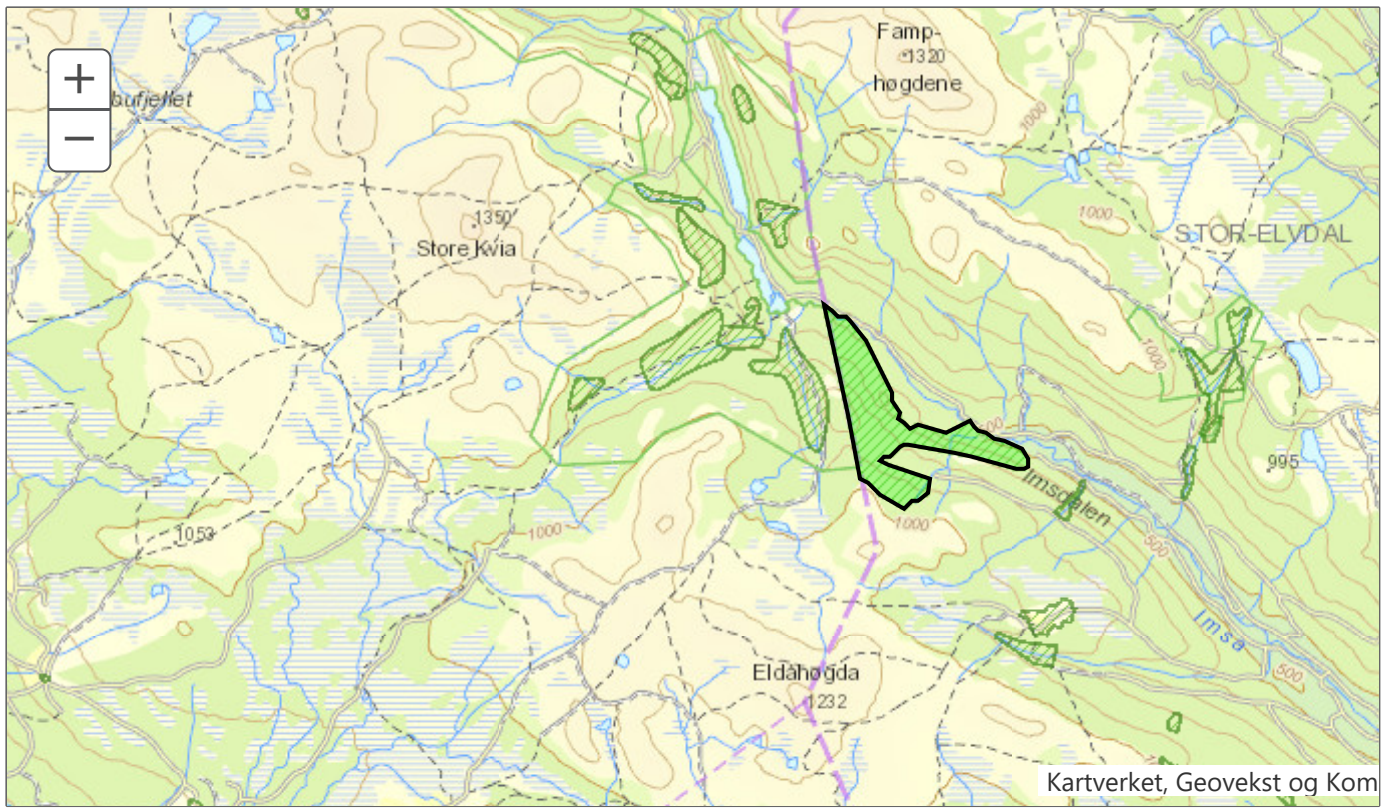 Famp-
1320
høgdene
+
−
bufjellet
1000
1350
Store Kvia
1000
STOR-ELVDAL
1000
500
995
Imsdalen
1000
1053
1000
500
Imsa
Eldåhøgda
1232
500
Kartverket, Geovekst og Kom